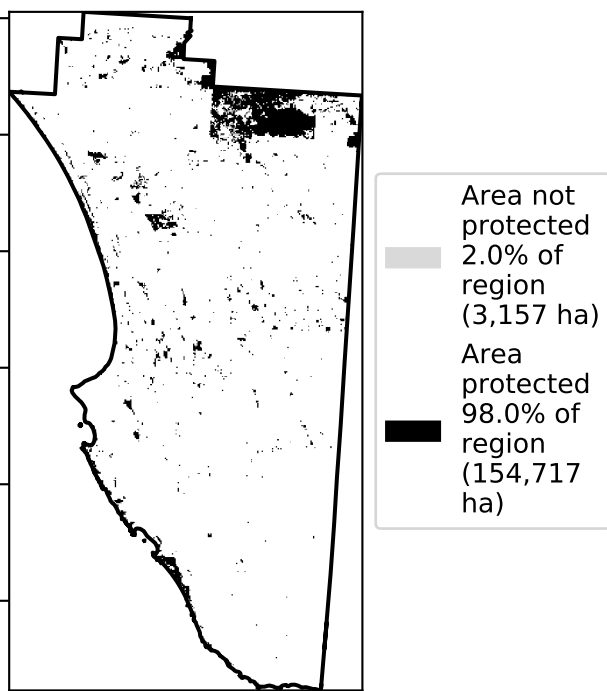 Area not
protected
2.0% of
region
(3,157 ha)
Area
protected
98.0% of
region
(154,717
ha)